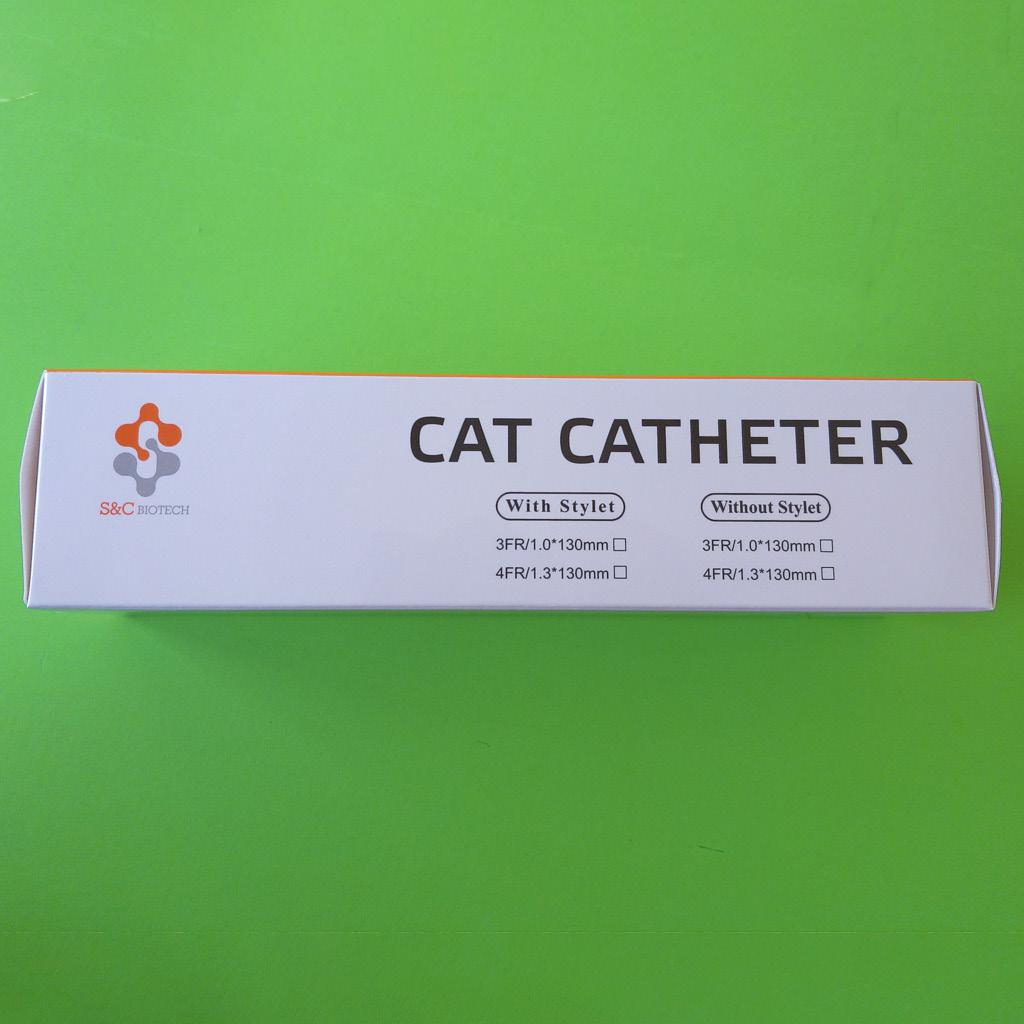 CAT CATHETER
S&C BIOTECH
With Stylet
3FR/1.0*130mm □
4FR/1.3*130mm □
Without Stylet
3FR/1.0*130mm □
4FR/1.3*130mm □